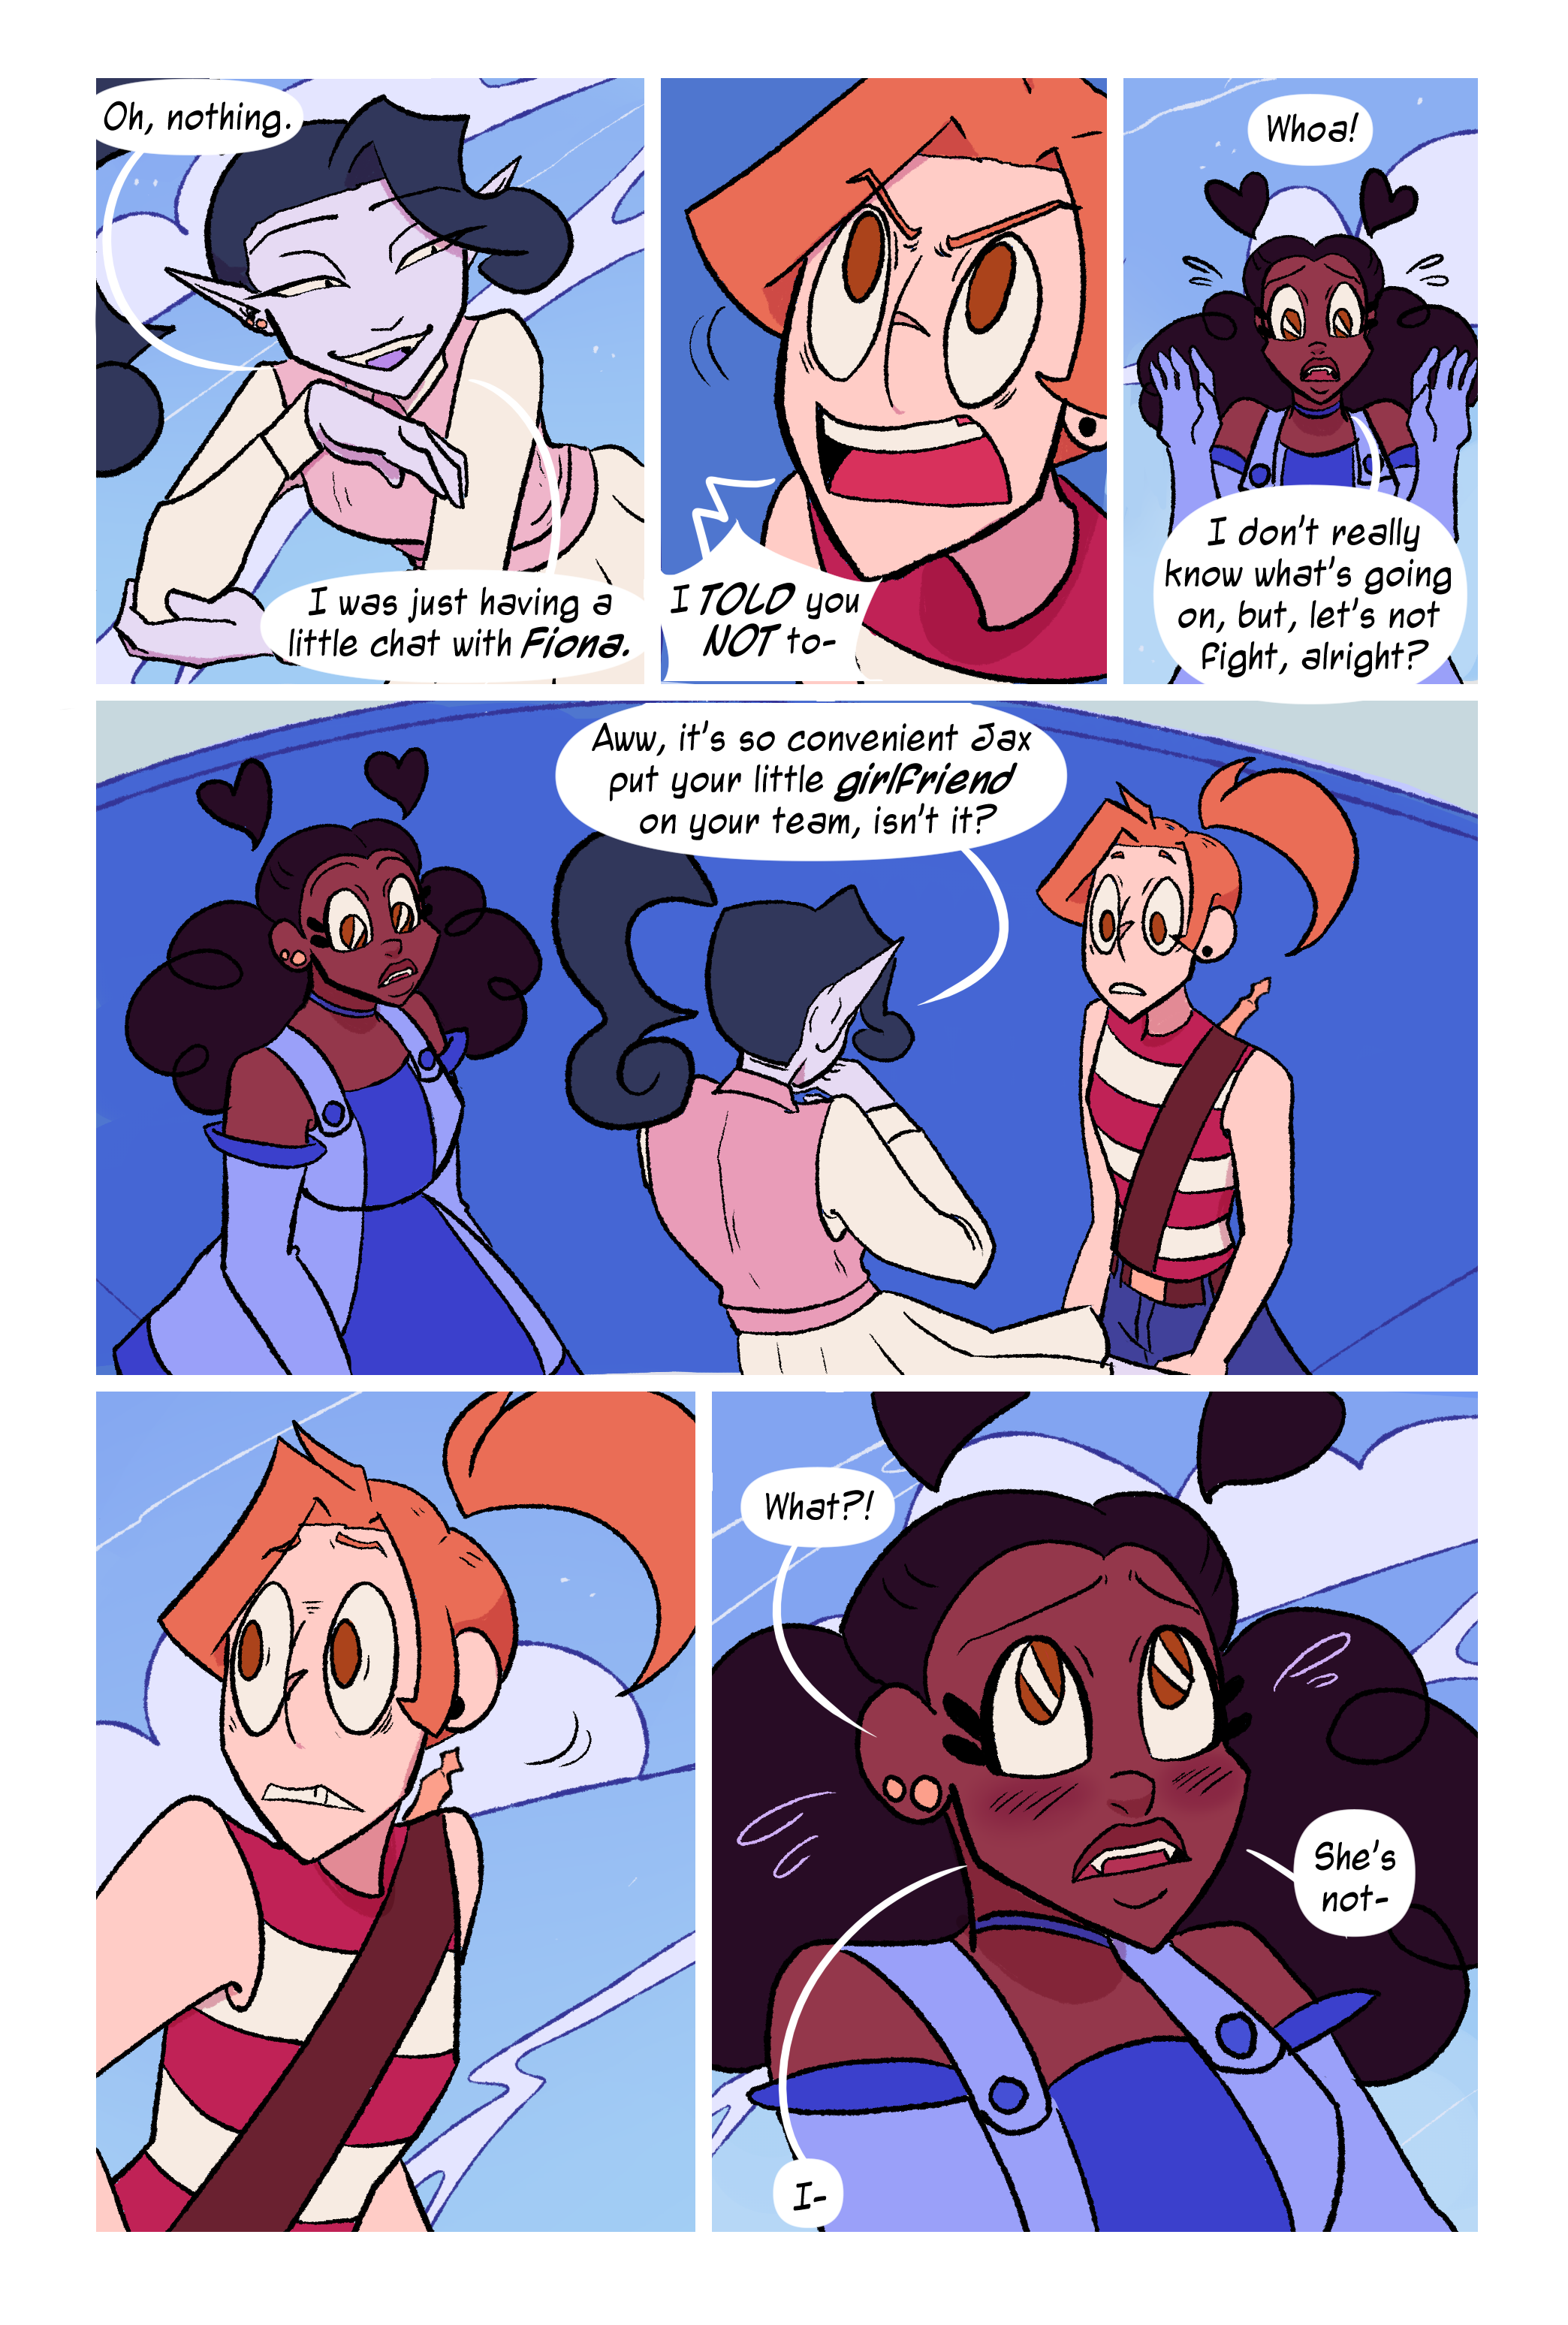 Oh, nothing.
I was just having a
little chat with Fiona.
I TOLD you
NOT to-
Whoa!
I don't really
know what's going
on, but, let's not
fight, alright?
Aww, it's so convenient Jax
put your little girlfriend
on your team, isn't it?
What?!
She's
not-
I-